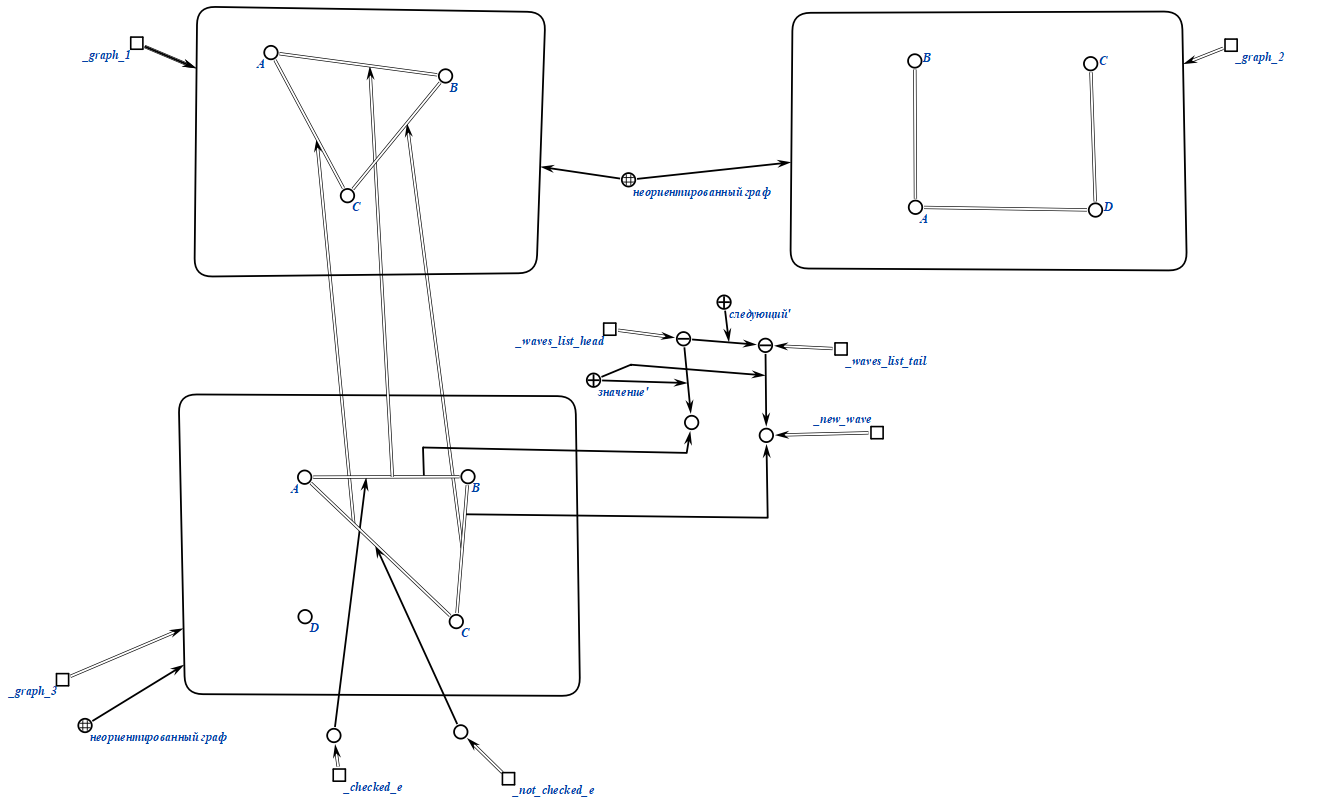 _graph_1
A
B
C
B
C
A
D
_graph_2
неориентированный граф
следующий'
_waves_list_head
_waves_list_tail
значение'
_new_wave
A
B
D
C
_graph_3
неориентированный граф
_checked_e
_not_checked_e